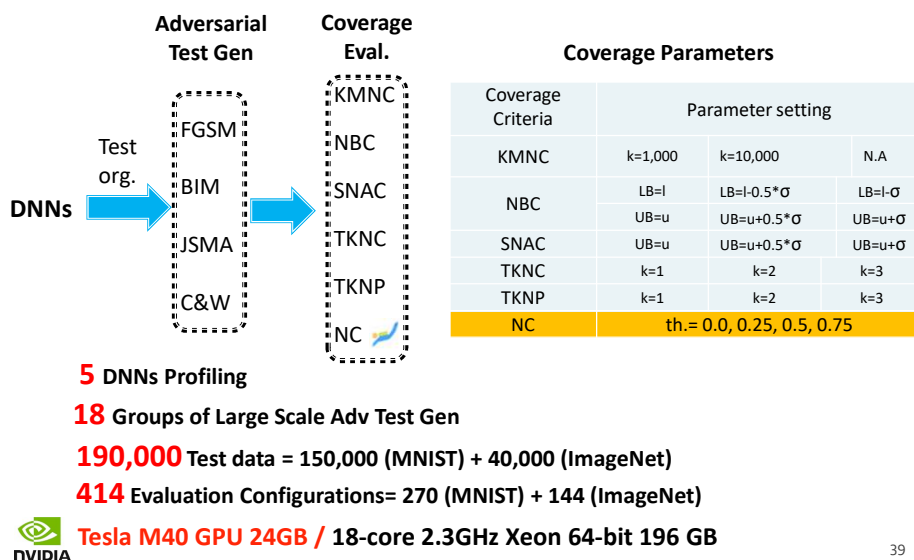 Adversarial
Test Gen
Coverage
Eval.
Coverage Parameters
DNNs
Test
org.
FGSM
BIM
JSMA
C&W
KMNC
NBC
SNAC
TKNC
TKNP
NC
Coverage Criteria Parameter setting
KMNC k=1,000 k=10,000 N.A
NBC LB=l LB=l-0.5*σ LB=l-σ
UB=u UB=u+0.5*σ UB=u+σ
SNAC UB=u UB=u+0.5*σ UB=u+σ
TKNC k=1 k=2 k=3
TKNP k=1 k=2 k=3
NC th.= 0.0, 0.25, 0.5, 0.75
5 DNNs Profiling
18 Groups of Large Scale Adv Test Gen
190,000 Test data = 150,000 (MNIST) + 40,000 (ImageNet)
414 Evaluation Configurations= 270 (MNIST) + 144 (ImageNet)
Tesla M40 GPU 24GB / 18-core 2.3GHz Xeon 64-bit 196 GB
DVIPIA
39